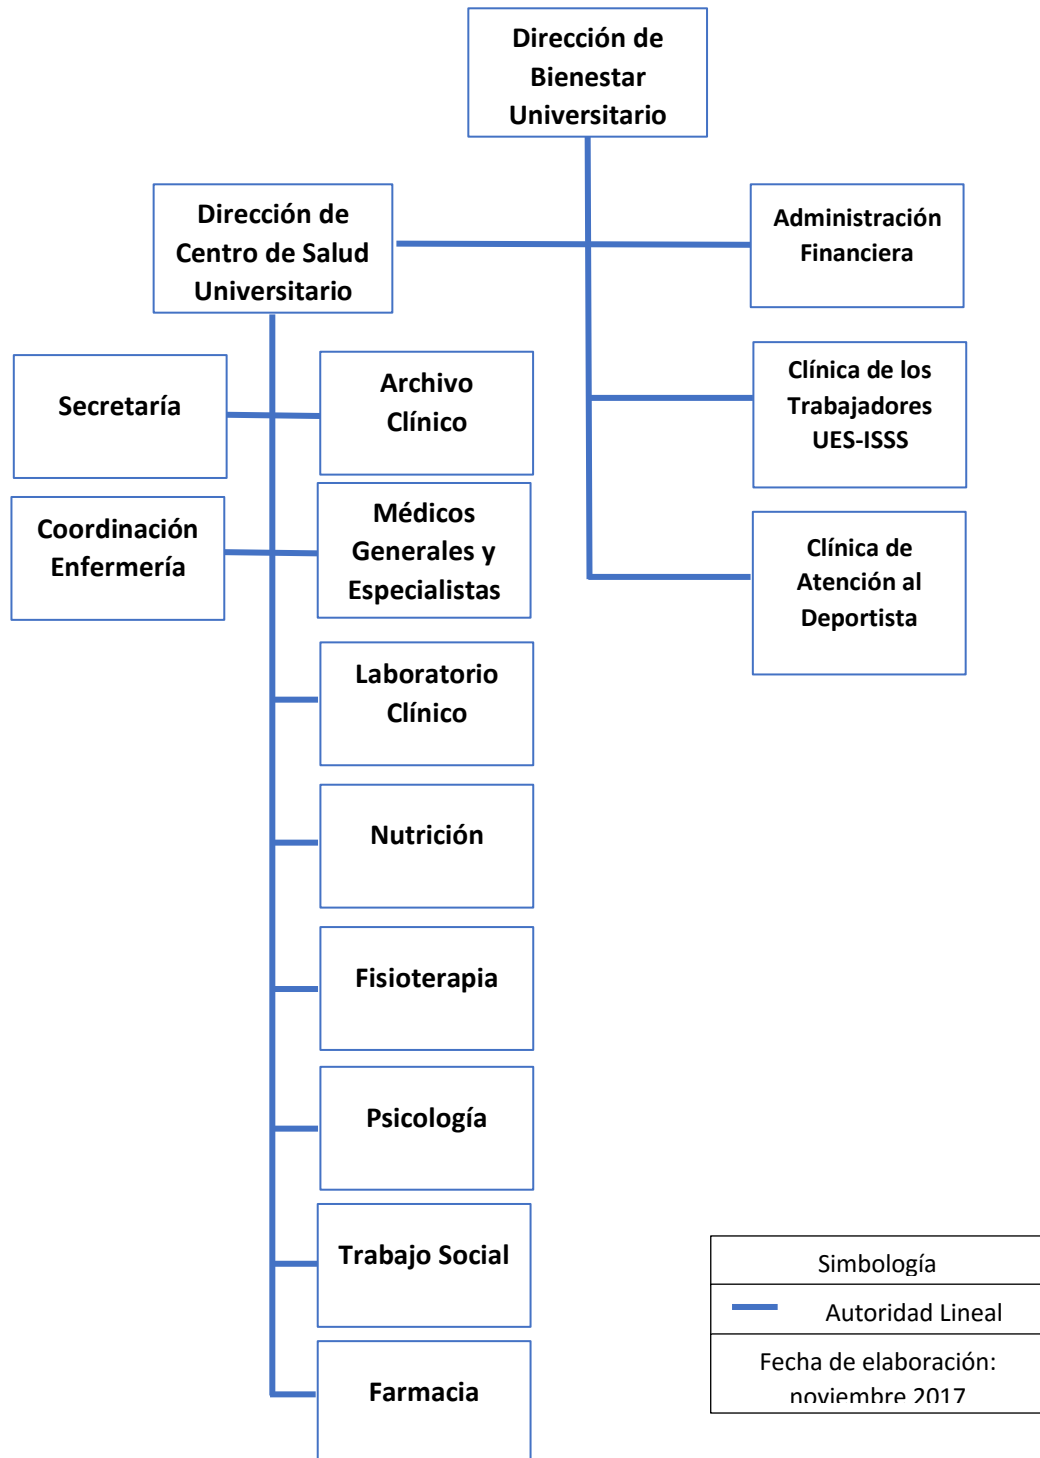 Dirección de
Bienestar
Universitario
Dirección de
Centro de Salud
Universitario
Administración
Financiera
Secretaría
Archivo
Clínico
Clínica de los
Trabajadores
UES-ISSS
Coordinación
Enfermería
Médicos
Generales y
Especialistas
Clínica de
Atención al
Deportista
Laboratorio
Clínico
Nutrición
Fisioterapia
Psicología
Trabajo Social
Farmacia
Simbología
Autoridad Lineal
Fecha de elaboración:
noviembre 2017